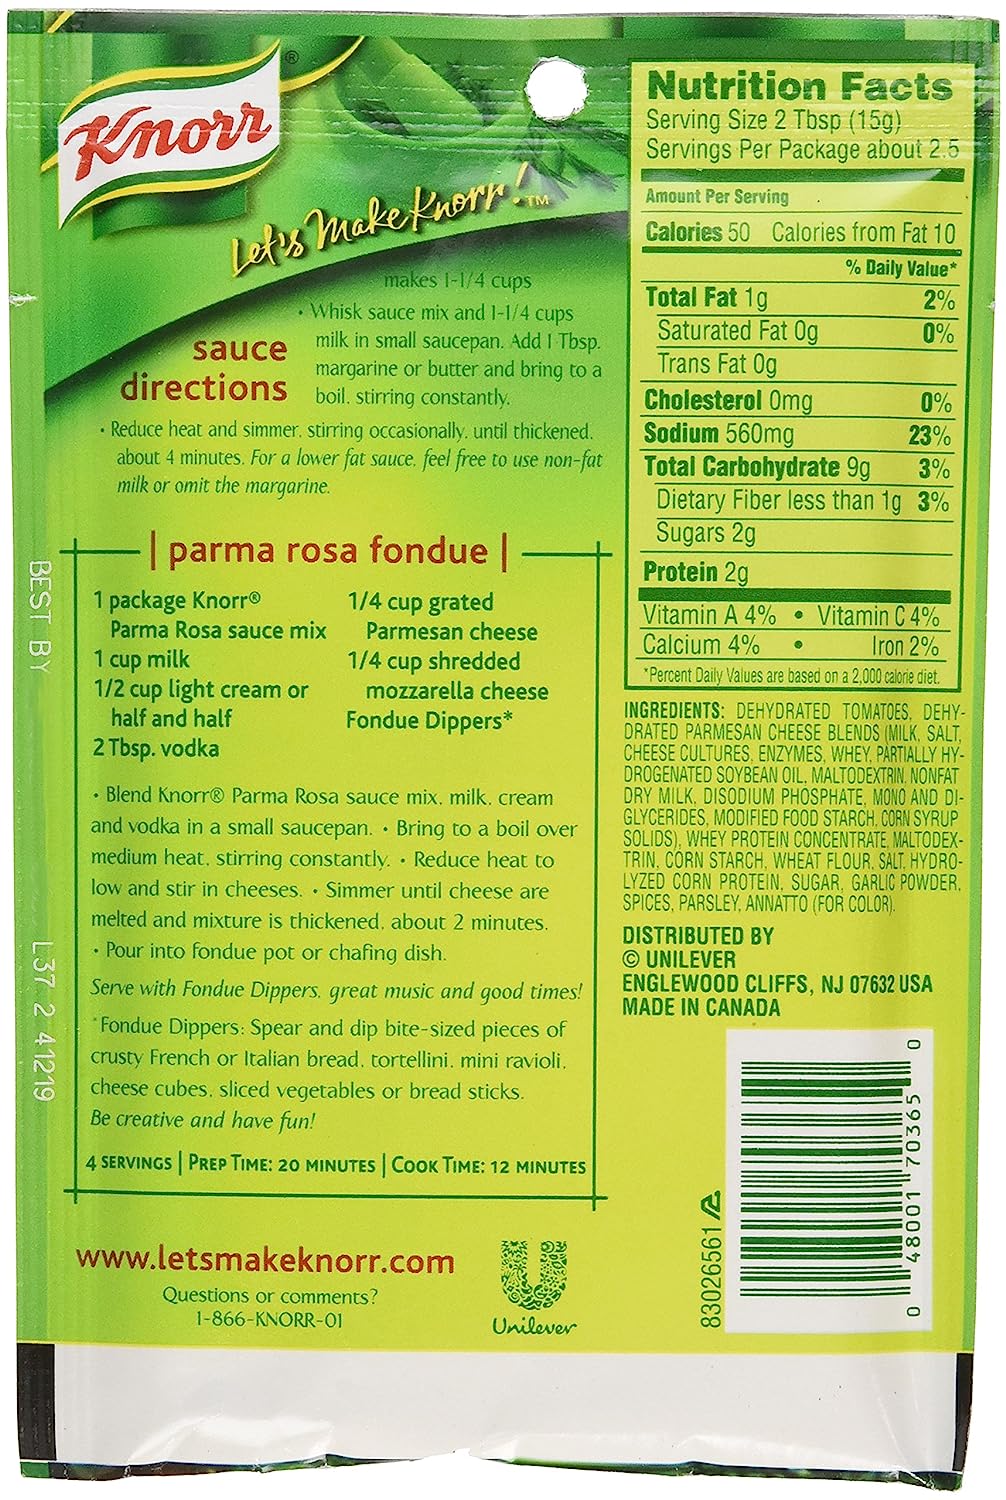 Knorr®
Let's Make Knorr!™
makes 1-1/4 cups
sauce
directions
• Whisk sauce mix and 1-1/4 cups
milk in small saucepan. Add 1 Tbsp.
margarine or butter and bring to a
boil, stirring constantly.
• Reduce heat and simmer, stirring occasionally, until thickened,
about 4 minutes. For a lower fat sauce, feel free to use non-fat
milk or omit the margarine.
| parma rosa fondue |
1 package Knorr®
Parma Rosa sauce mix
1 cup milk
1/2 cup light cream or
half and half
2 Tbsp. vodka
1/4 cup grated
Parmesan cheese
1/4 cup shredded
mozzarella cheese
Fondue Dippers*
• Blend Knorr® Parma Rosa sauce mix, milk, cream
and vodka in a small saucepan. • Bring to a boil over
medium heat, stirring constantly. • Reduce heat to
low and stir in cheeses. • Simmer until cheese are
melted and mixture is thickened, about 2 minutes.
• Pour into fondue pot or chafing dish.
Serve with Fondue Dippers, great music and good times!
*Fondue Dippers: Spear and dip bite-sized pieces of
crusty French or Italian bread, tortellini, mini ravioli,
cheese cubes, sliced vegetables or bread sticks.
Be creative and have fun!
4 SERVINGS | PREP TIME: 20 MINUTES | COOK TIME: 12 MINUTES
www.letsmakeknorr.com
Questions or comments?
1-866-KNORR-01
Unilever
BEST BY
L37 2 41219
Nutrition Facts
Serving Size 2 Tbsp (15g)
Servings Per Package about 2.5
Amount Per Serving
Calories 50 Calories from Fat 10
% Daily Value*
Total Fat 1g 2%
Saturated Fat 0g 0%
Trans Fat 0g
Cholesterol 0mg 0%
Sodium 560mg 23%
Total Carbohydrate 9g 3%
Dietary Fiber less than 1g 3%
Sugars 2g
Protein 2g
Vitamin A 4% • Vitamin C 4%
Calcium 4% • Iron 2%
*Percent Daily Values are based on a 2,000 calorie diet.
INGREDIENTS: DEHYDRATED TOMATOES, DEHY-
DRATED PARMESAN CHEESE BLENDS (MILK, SALT,
CHEESE CULTURES, ENZYMES, WHEY, PARTIALLY HY-
DROGENATED SOYBEAN OIL, MALTODEXTRIN, NONFAT
DRY MILK, DISODIUM PHOSPHATE, MONO AND DI-
GLYCERIDES, MODIFIED FOOD STARCH, CORN SYRUP
SOLIDS), WHEY PROTEIN CONCENTRATE, MALTODEX-
TRIN, CORN STARCH, WHEAT FLOUR, SALT, HYDRO-
LYZED CORN PROTEIN, SUGAR, GARLIC POWDER,
SPICES, PARSLEY, ANNATTO (FOR COLOR).
DISTRIBUTED BY
© UNILEVER
ENGLEWOOD CLIFFS, NJ 07632 USA
MADE IN CANADA
83026561
0 48001 70365 0